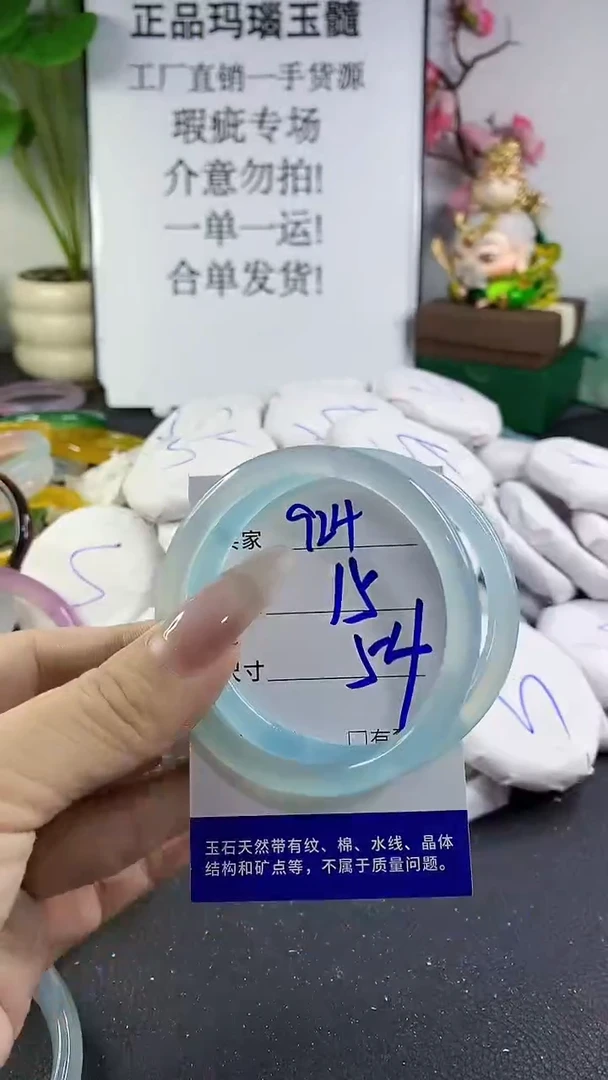 正品玛瑙玉髓
工厂直销一手货源
瑕疵专场
介意勿拍!
一单一运!
合单发货!
家 924
15
尺寸 54
□有
玉石天然带有纹、棉、水线、晶体
结构和矿点等，不属于质量问题。